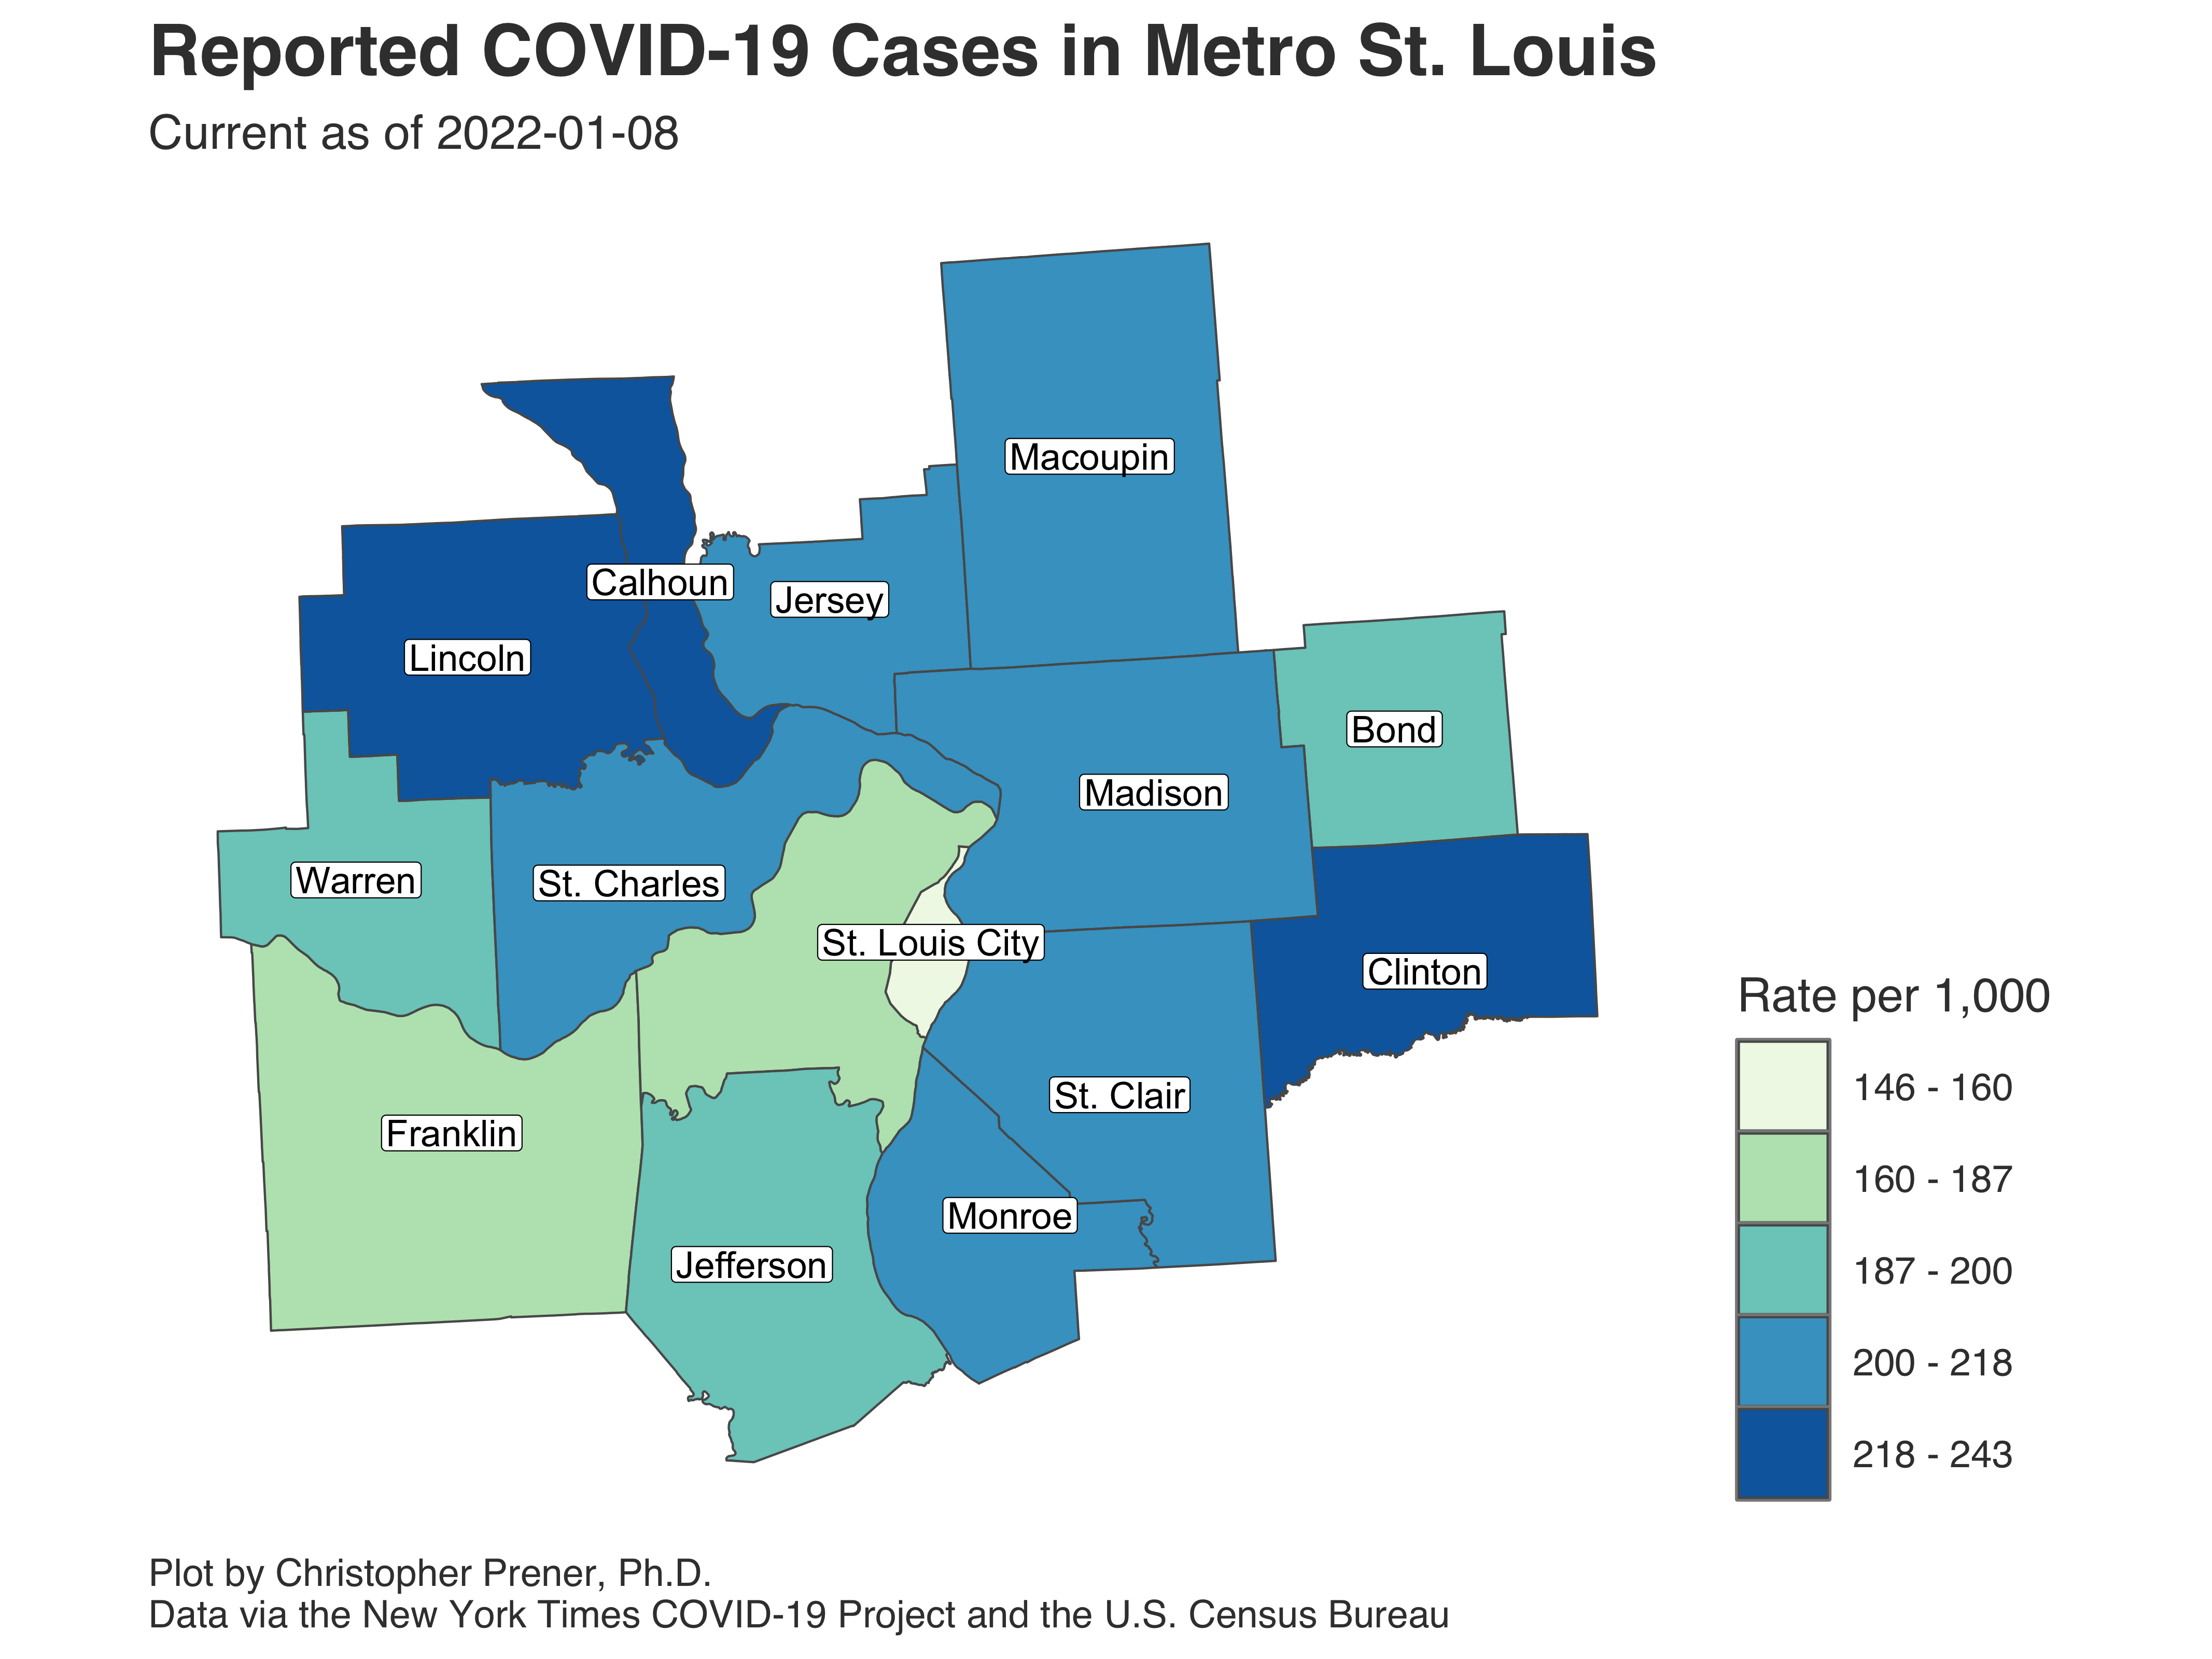 Reported COVID-19 Cases in Metro St. Louis
Current as of 2022-01-08
Macoupin
Calhoun
Jersey
Lincoln
Bond
Madison
Warren
St. Charles
St. Louis City
Clinton
St. Clair
Franklin
Monroe
Jefferson
Rate per 1,000
146 - 160
160 - 187
187 - 200
200 - 218
218 - 243
Plot by Christopher Prener, Ph.D.
Data via the New York Times COVID-19 Project and the U.S. Census Bureau